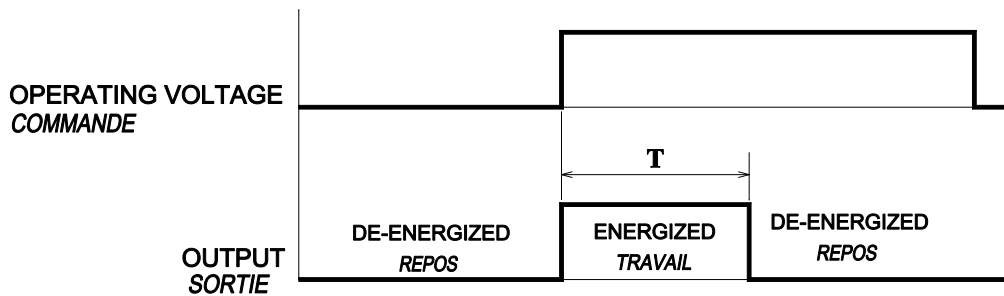 OPERATING VOLTAGE
COMMANDE
T
DE-ENERGIZED
REPOS
ENERGIZED
TRAVAIL
DE-ENERGIZED
REPOS
OUTPUT
SORTIE